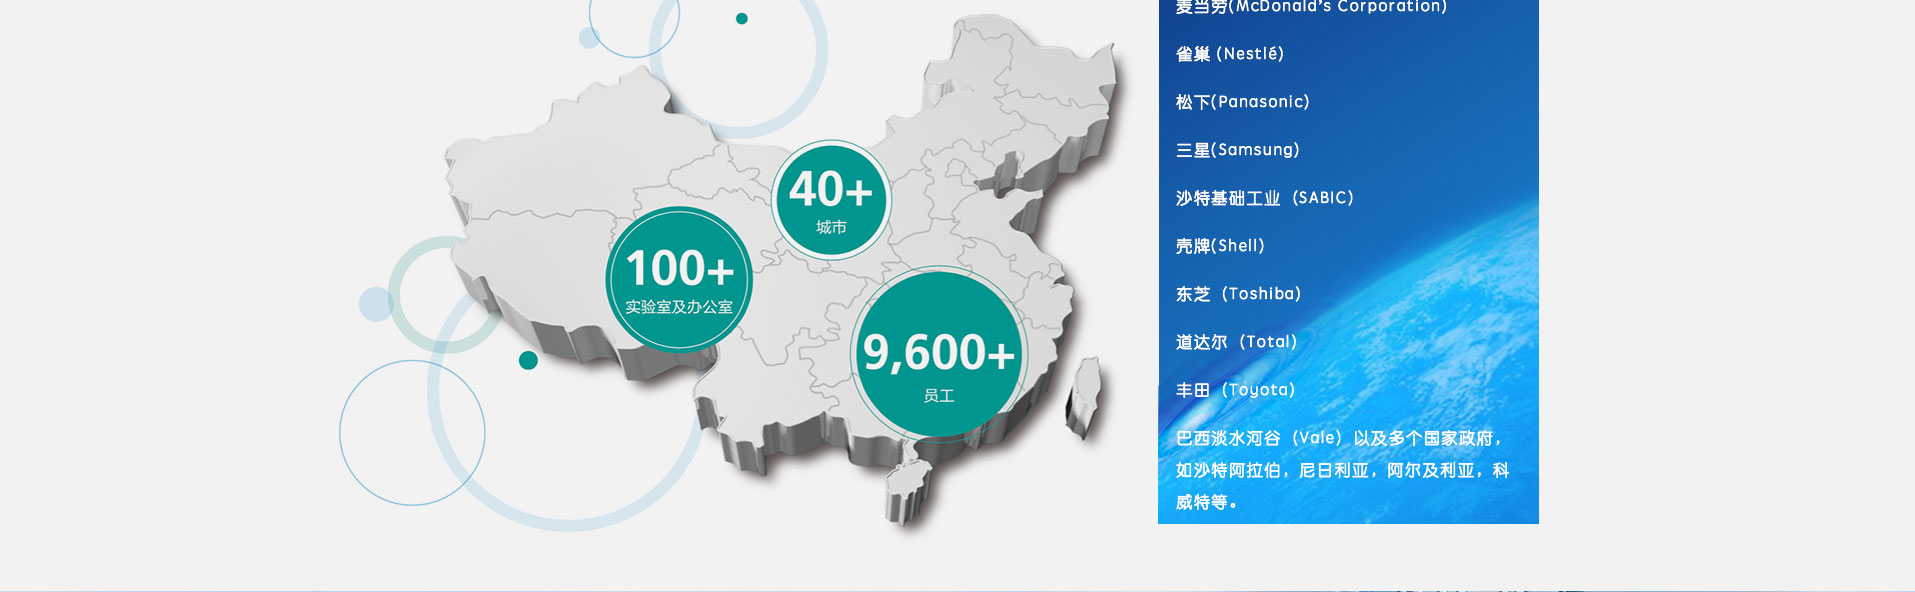 40+
城市
100+
实验室及办公室
9,600+
员工
麦当劳(McDonald's Corporation)
雀巢 (Nestlé)
松下(Panasonic)
三星(Samsung)
沙特基础工业（SABIC）
壳牌(Shell)
东芝（Toshiba）
道达尔（Total）
丰田（Toyota）
巴西淡水河谷（Vale）以及多个国家政府，
如沙特阿拉伯，尼日利亚，阿尔及利亚，科
威特等。